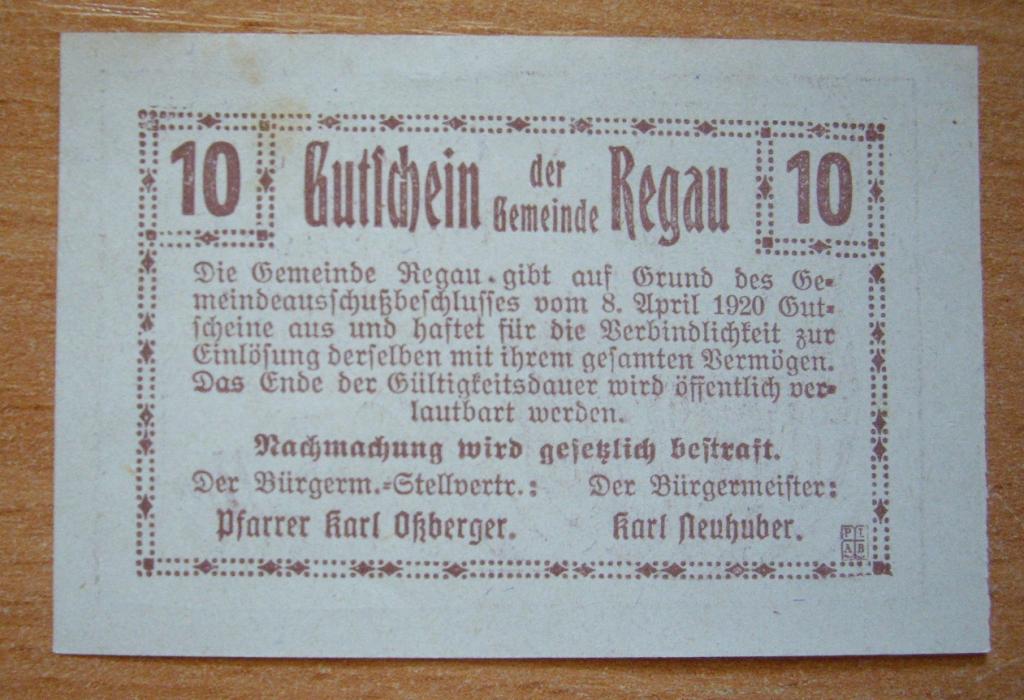 10 Gutschein der Gemeinde Regau 10
Die Gemeinde Regau gibt auf Grund des Ge-
meindeausschußbeschlusses vom 8. April 1920 Gut-
scheine aus und haftet für die Verbindlichkeit zur
Einlösung derselben mit ihrem gesamten Vermögen.
Das Ende der Gültigkeitsdauer wird öffentlich ver-
lautbart werden.
Nachmachung wird gesetzlich bestraft.
Der Bürgerm.-Stellvertr.: Der Bürgermeister:
Pfarrer Karl Oßberger. Karl Neuhuber.
P I
A B